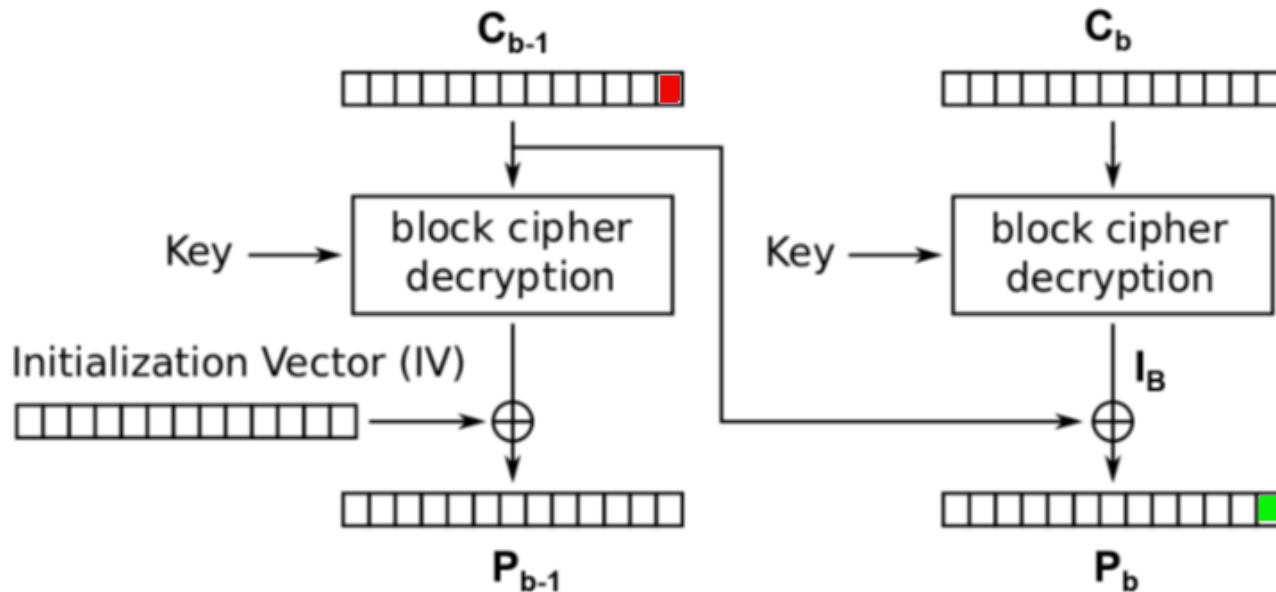 C_b-1
C_b
block cipher
decryption
Key
block cipher
decryption
Key
Initialization Vector (IV)
I_B
P_b-1
P_b